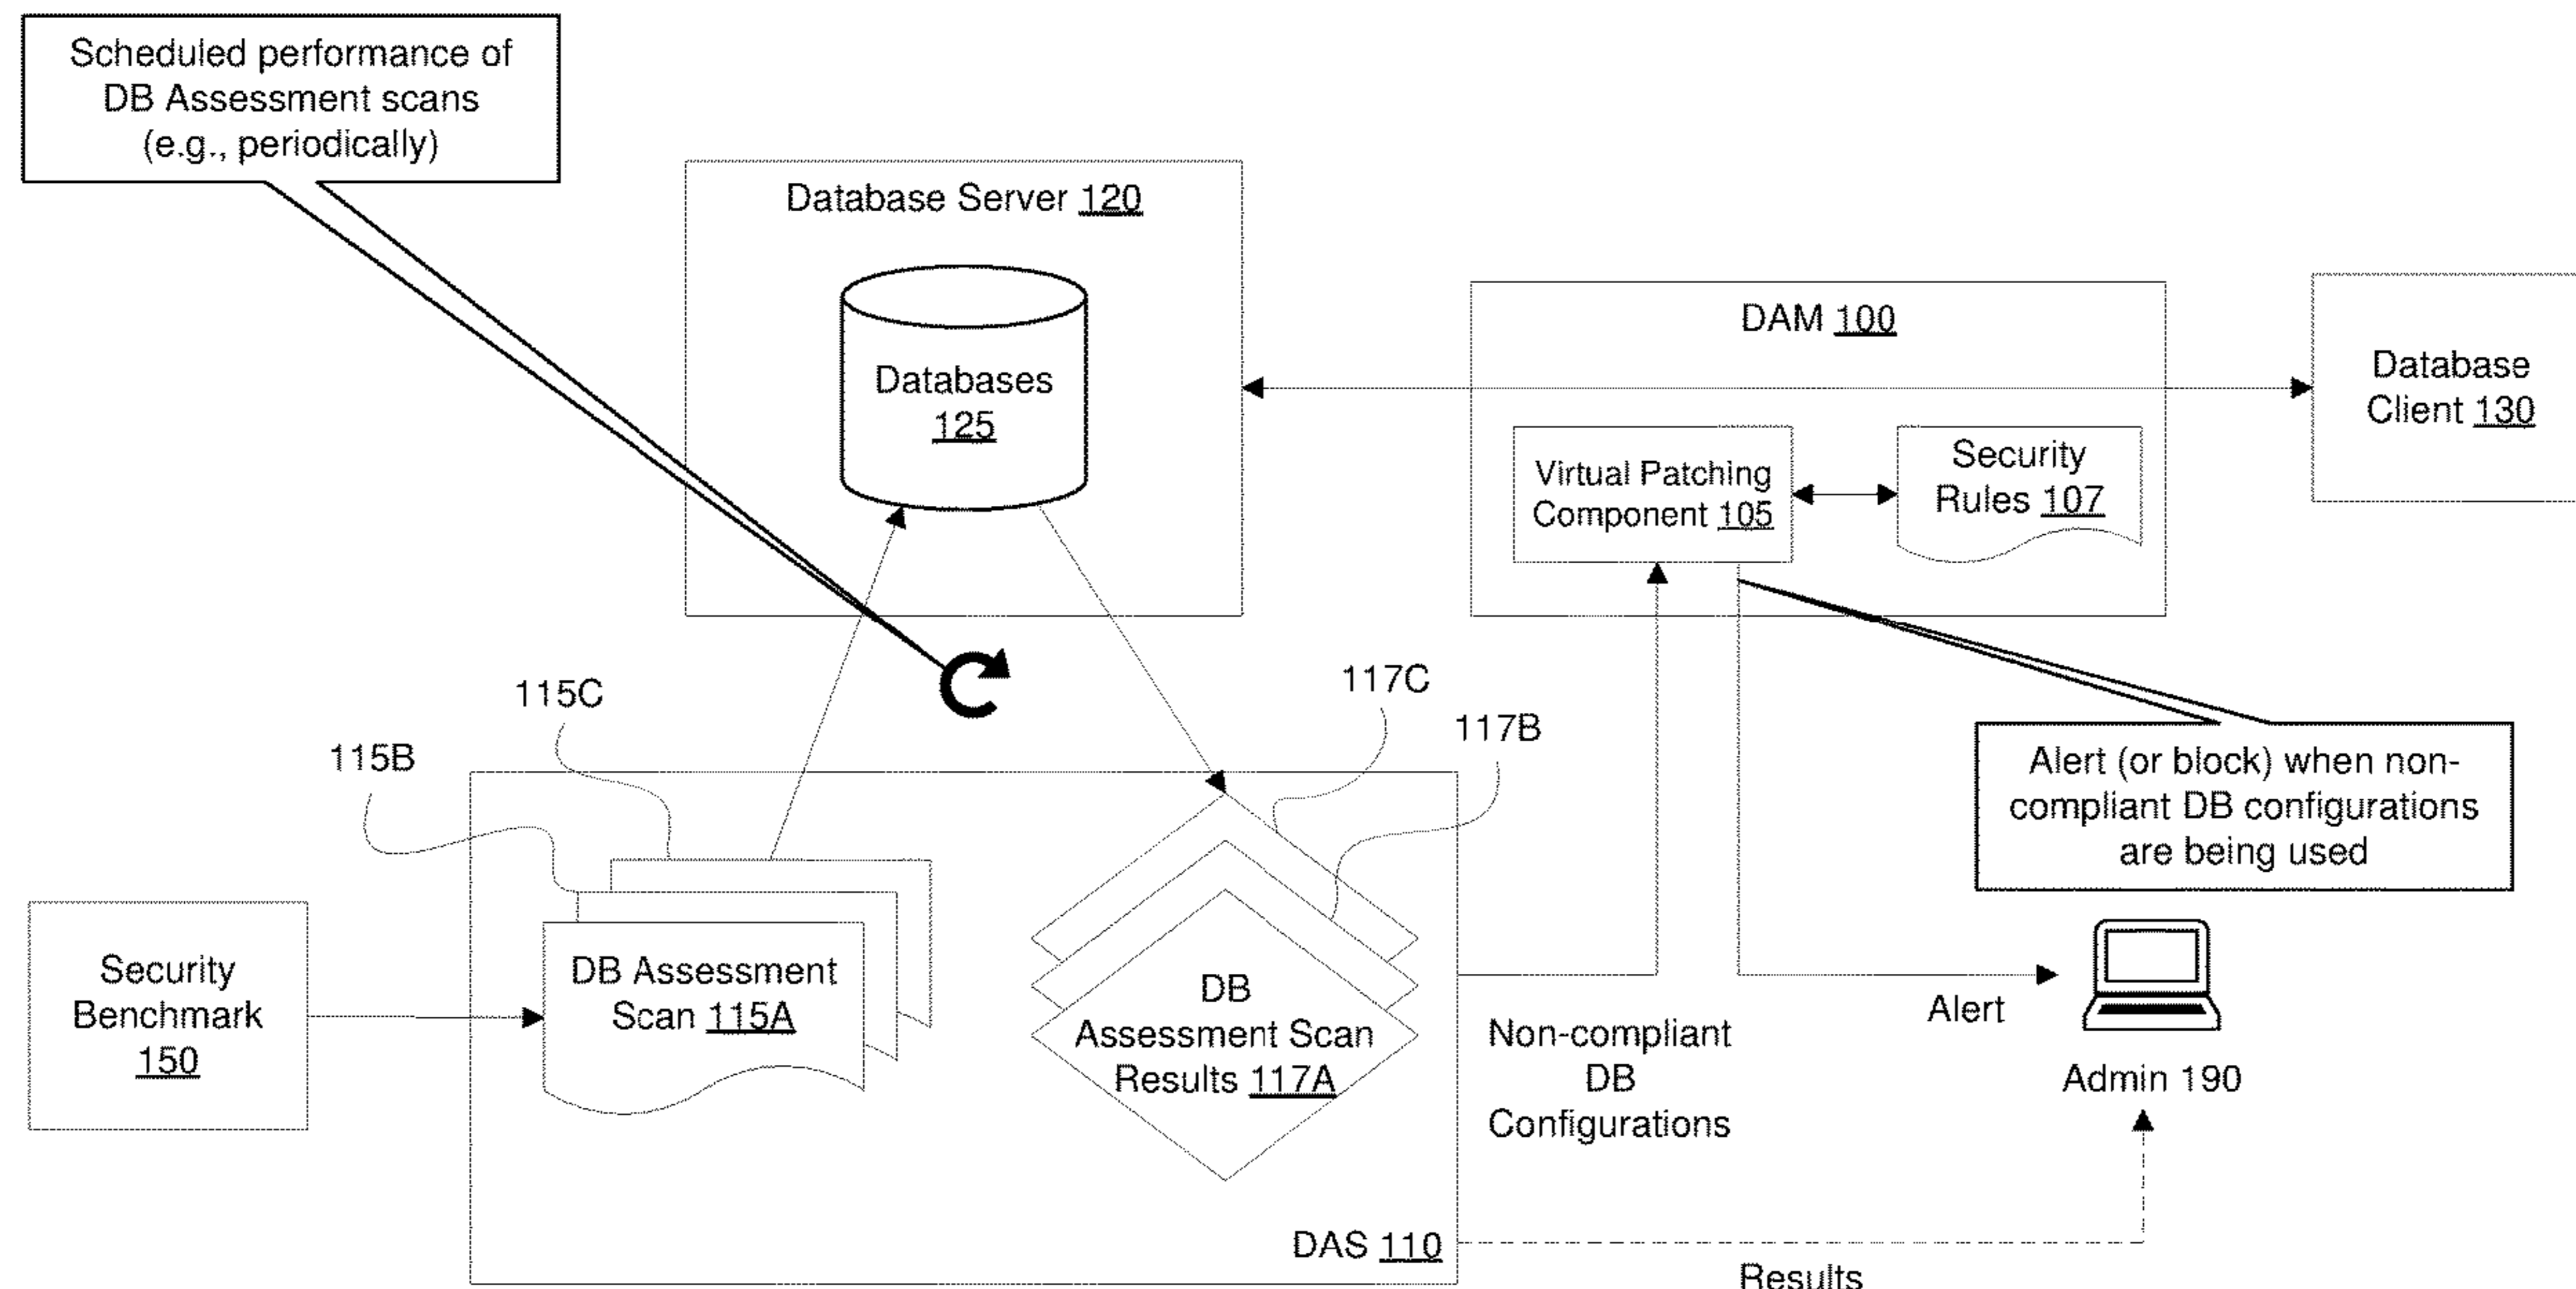 Scheduled performance of
DB Assessment scans
(e.g., periodically)
Database Server 120
Databases
125
DAM 100
Virtual Patching
Component 105
Security
Rules 107
Database
Client 130
115C
115B
117C
117B
Alert (or block) when non-
compliant DB configurations
are being used
Security
Benchmark
150
DB Assessment
Scan 115A
DB
Assessment Scan
Results 117A
DAS 110
Non-compliant
DB
Configurations
Alert
Admin 190
Results